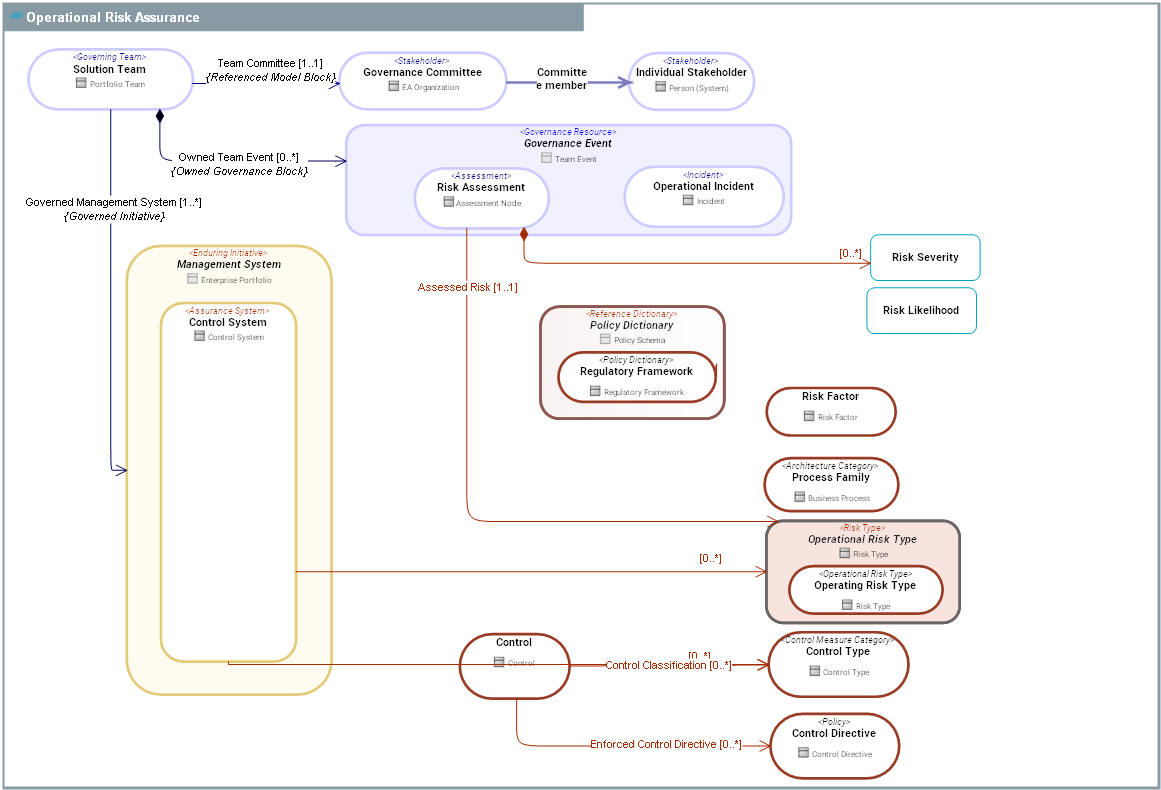 Operational Risk Assurance
<Governing Team>
Solution Team
Portfolio Team
Team Committee [1..1]
{Referenced Model Block}
<Stakeholder>
Governance Committee
EA Organization
Committe
e member
<Stakeholder>
Individual Stakeholder
Person (System)
Owned Team Event [0..*]
{Owned Governance Block}
<Governance Resource>
Governance Event
Team Event
<Assessment>
Risk Assessment
Assessment Node
<Incident>
Operational Incident
Incident
Governed Management System [1..*]
{Governed Initiative}
<Enduring Initiative>
Management System
Enterprise Portfolio
<Assurance System>
Control System
Control System
[0..*]
Risk Severity
Risk Likelihood
Assessed Risk [1..1]
<Reference Dictionary>
Policy Dictionary
Policy Schema
<Policy Dictionary>
Regulatory Framework
Regulatory Framework
Risk Factor
Risk Factor
<Architecture Category>
Process Family
Business Process
<Risk Type>
Operational Risk Type
Risk Type
<Operational Risk Type>
Operating Risk Type
Risk Type
[0..*]
Control
Control
[0..*]
Control Classification [0..*]
<Control Measure Category>
Control Type
Control Type
Enforced Control Directive [0..*]
<Policy>
Control Directive
Control Directive